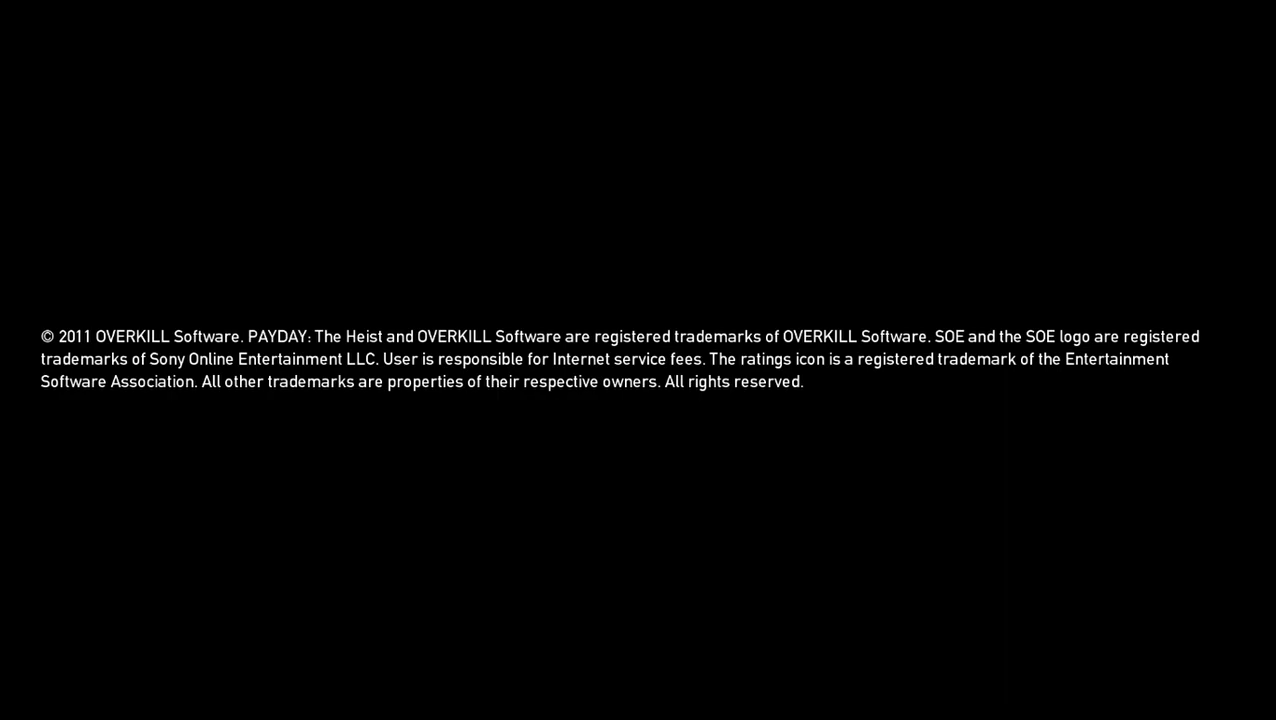 © 2011 OVERKILL Software. PAYDAY: The Heist and OVERKILL Software are registered trademarks of OVERKILL Software. SOE and the SOE logo are registered
trademarks of Sony Online Entertainment LLC. User is responsible for Internet service fees. The ratings icon is a registered trademark of the Entertainment
Software Association. All other trademarks are properties of their respective owners. All rights reserved.